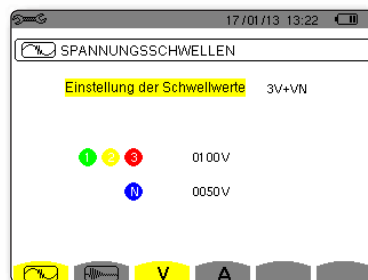 17/01/13 13:22
SPANNUNGSSCHWELLEN
Einstellung der Schwellwerte 3V+VN
1 2 3 0100V
N 0050V
V A